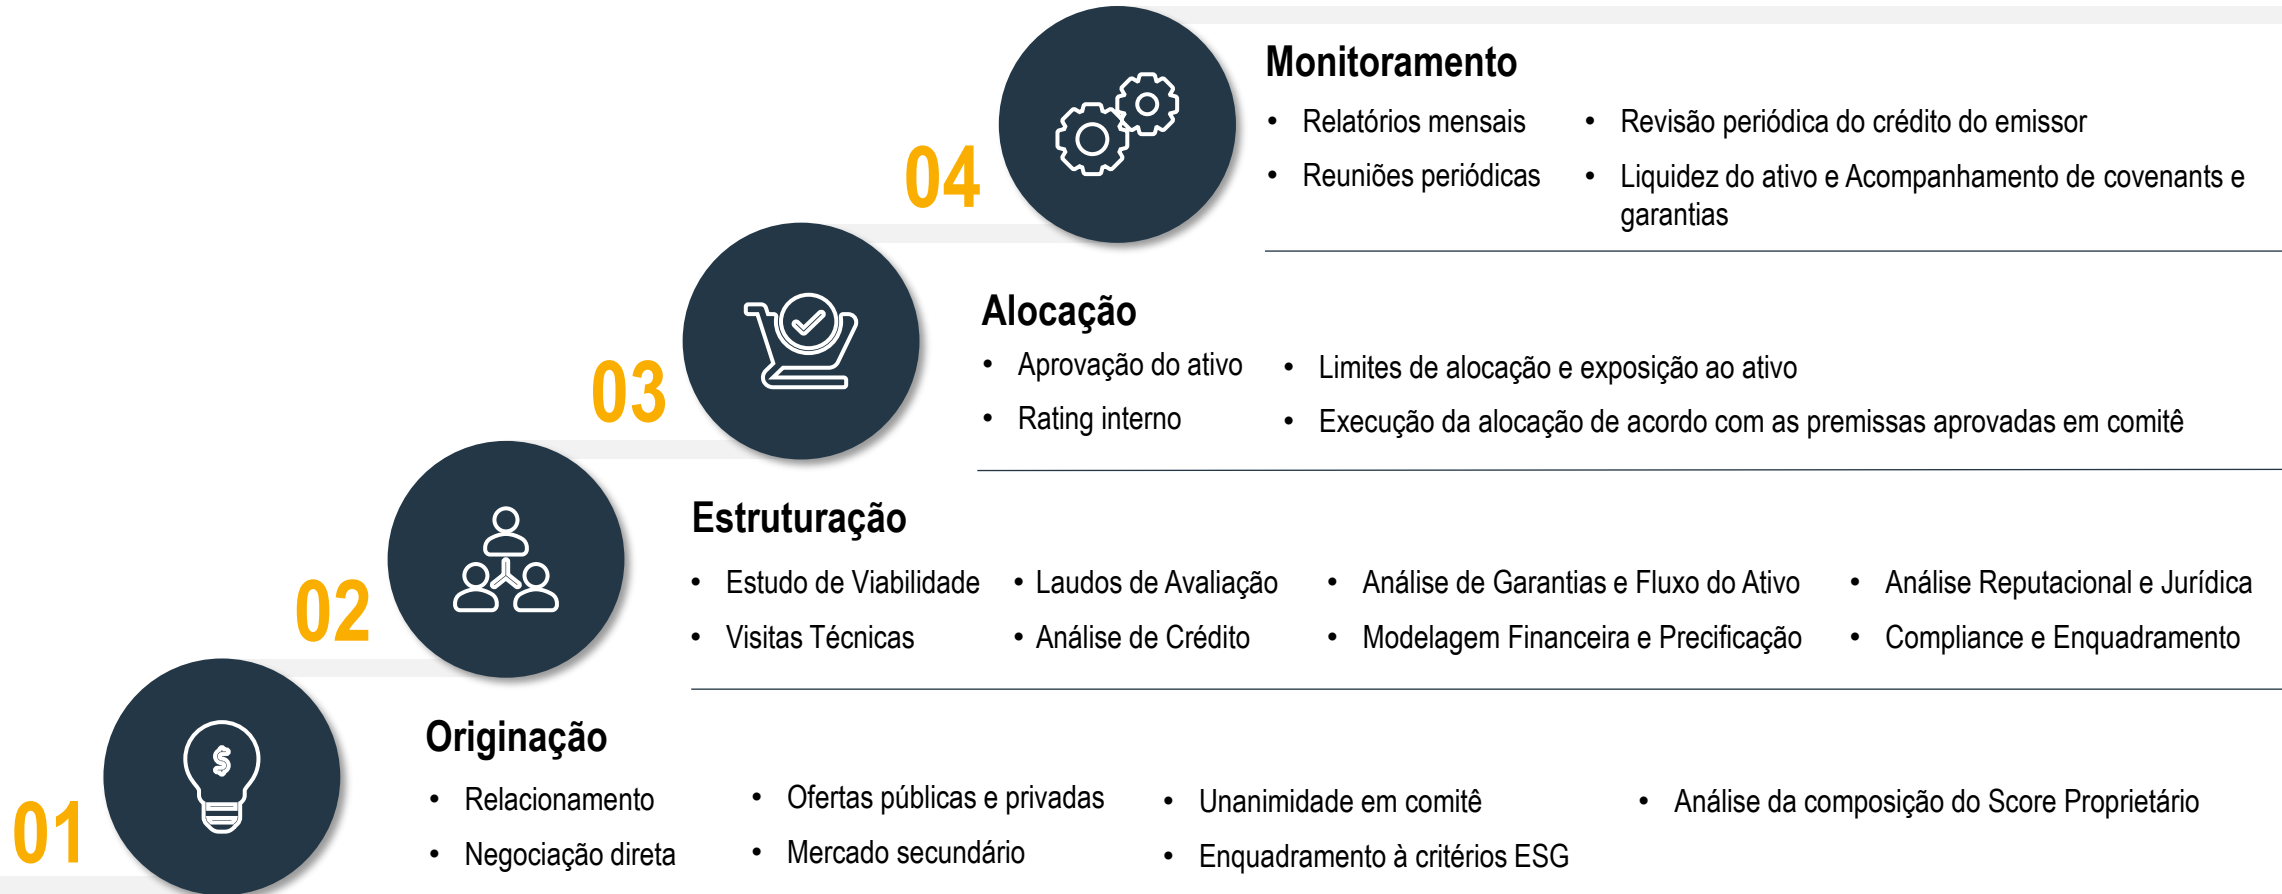 04
Monitoramento
• Relatórios mensais
• Reuniões periódicas
• Revisão periódica do crédito do emissor
• Liquidez do ativo e Acompanhamento de covenants e
garantias
03
Alocação
• Aprovação do ativo
• Rating interno
• Limites de alocação e exposição ao ativo
• Execução da alocação de acordo com as premissas aprovadas em comitê
02
Estruturação
• Estudo de Viabilidade
• Visitas Técnicas
• Laudos de Avaliação
• Análise de Crédito
• Análise de Garantias e Fluxo do Ativo
• Modelagem Financeira e Precificação
• Análise Reputacional e Jurídica
• Compliance e Enquadramento
01
$
Originação
• Relacionamento
• Negociação direta
• Ofertas públicas e privadas
• Mercado secundário
• Unanimidade em comitê
• Enquadramento à critérios ESG
• Análise da composição do Score Proprietário